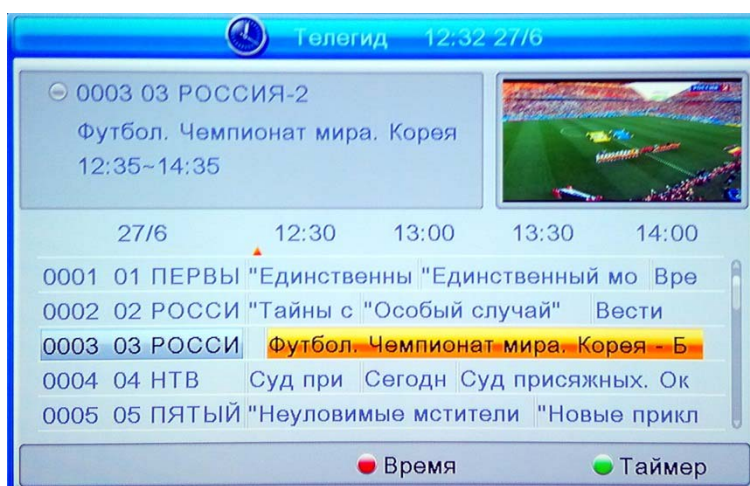 Телегид 12:32 27/6
0003 03 РОССИЯ-2
Футбол. Чемпионат мира. Корея
12:35~14:35
РОССИЯ 2
27/6 12:30 13:00 13:30 14:00
0001 01 ПЕРВЫ "Единственны "Единственный мо Вре
0002 02 РОССИ "Тайны с "Особый случай" Вести
0003 03 РОССИ Футбол. Чемпионат мира. Корея - Б
0004 04 НТВ Суд при Сегодн Суд присяжных. Ок
0005 05 ПЯТЫЙ "Неуловимые мстители "Новые прикл
Время Таймер